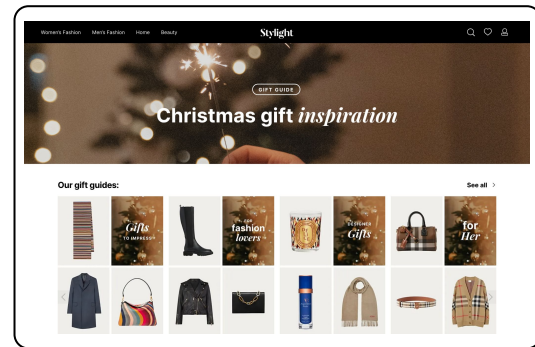 Women's Fashion Men's Fashion Home Beauty Stylight
GIFT GUIDE
Christmas gift inspiration
Our gift guides: See all
Gifts
TO IMPRESS
FOR
fashion
lovers
DESIGNER
Gifts
for
Her